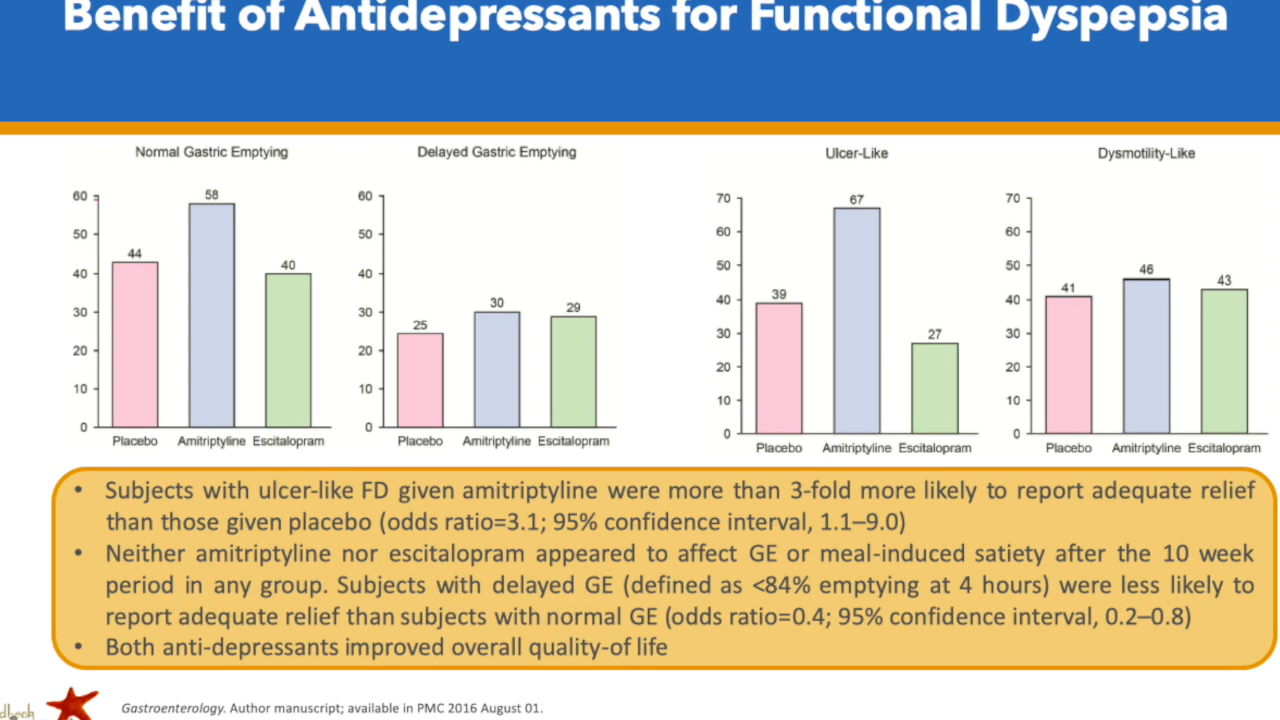 Benefit of Antidepressants for Functional Dyspepsia
Normal Gastric Emptying
60
50
40
30
20
10
0
44
58
40
Placebo Amitriptyline Escitalopram
Delayed Gastric Emptying
60
50
40
30
20
10
0
25
30
29
Placebo Amitriptyline Escitalopram
Ulcer-Like
70
60
50
40
30
20
10
0
39
67
27
Placebo Amitriptyline Escitalopram
Dysmotility-Like
70
60
50
40
30
20
10
0
41
46
43
Placebo Amitriptyline Escitalopram
• Subjects with ulcer-like FD given amitriptyline were more than 3-fold more likely to report adequate relief
than those given placebo (odds ratio=3.1; 95% confidence interval, 1.1–9.0)
• Neither amitriptyline nor escitalopram appeared to affect GE or meal-induced satiety after the 10 week
period in any group. Subjects with delayed GE (defined as <84% emptying at 4 hours) were less likely to
report adequate relief than subjects with normal GE (odds ratio=0.4; 95% confidence interval, 0.2–0.8)
• Both anti-depressants improved overall quality-of life
Gastroenterology. Author manuscript; available in PMC 2016 August 01.